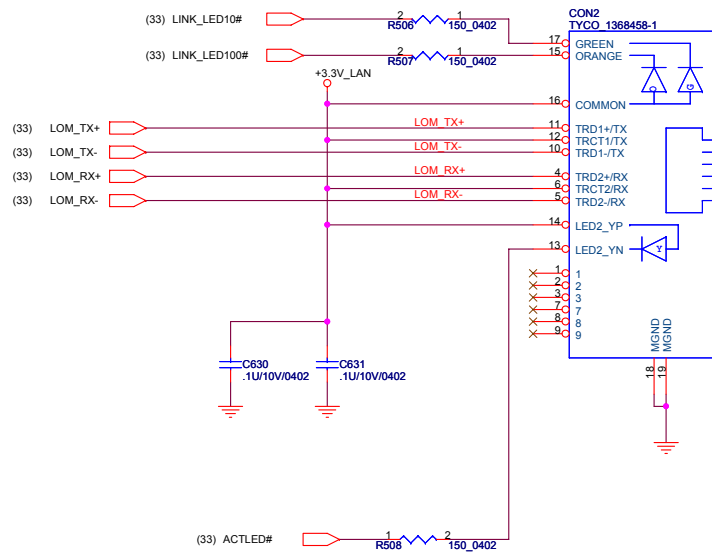 CON2
TYCO_1368458-1
(33) LINK_LED10#
2 1
R506 150_0402
17 GREEN
(33) LINK_LED100#
2 1
R507 150_0402
15 ORANGE
+3.3V_LAN
O G
16 COMMON
(33) LOM_TX+ LOM_TX+ 11 TRD1+/TX
12 TRCT1/TX
(33) LOM_TX- LOM_TX- 10 TRD1-/TX
(33) LOM_RX+ LOM_RX+ 4 TRD2+/RX
6 TRCT2/RX
(33) LOM_RX- LOM_RX- 5 TRD2-/RX
14 LED2_YP
13 LED2_YN Y
1 1
2 2
3 3
7 7
8 8
9 9
MGND
MGND
18
19
C630
.1U/10V/0402
C631
.1U/10V/0402
(33) ACTLED#
1 2
R508 150_0402